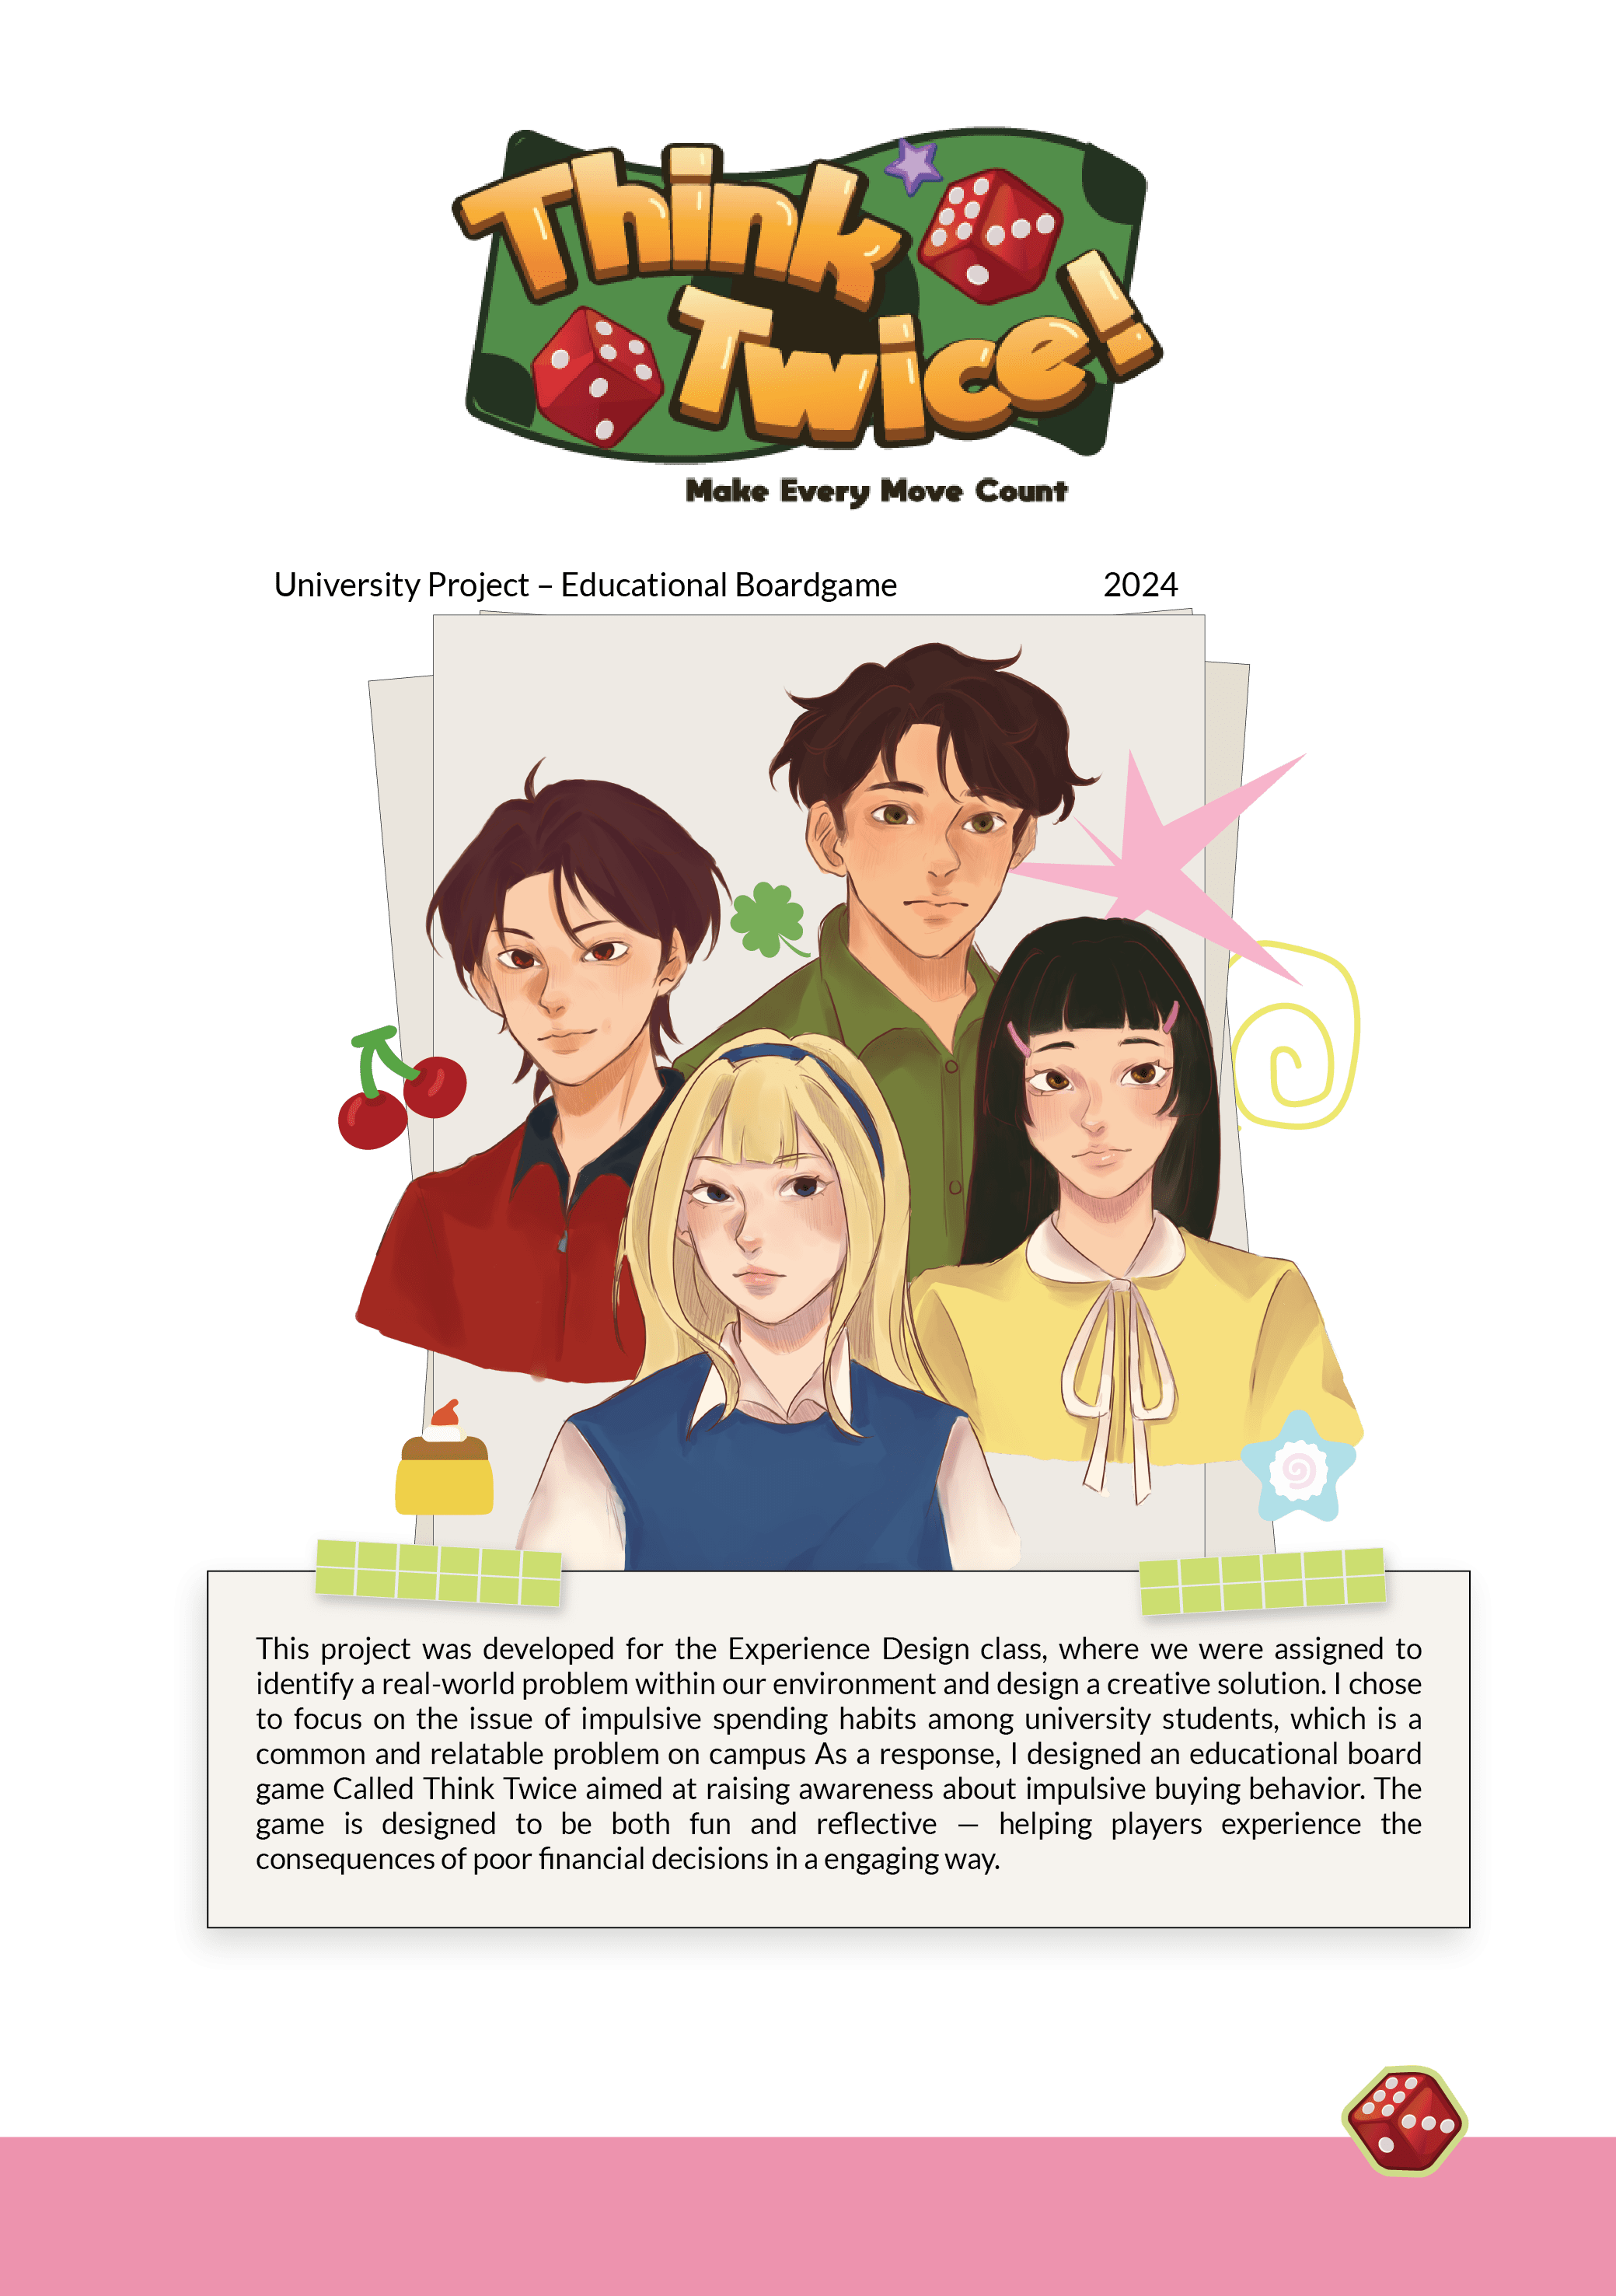 Think
Twice!
Make Every Move Count
University Project – Educational Boardgame 2024
This project was developed for the Experience Design class, where we were assigned to
identify a real-world problem within our environment and design a creative solution. I chose
to focus on the issue of impulsive spending habits among university students, which is a
common and relatable problem on campus As a response, I designed an educational board
game Called Think Twice aimed at raising awareness about impulsive buying behavior. The
game is designed to be both fun and reflective — helping players experience the
consequences of poor financial decisions in a engaging way.